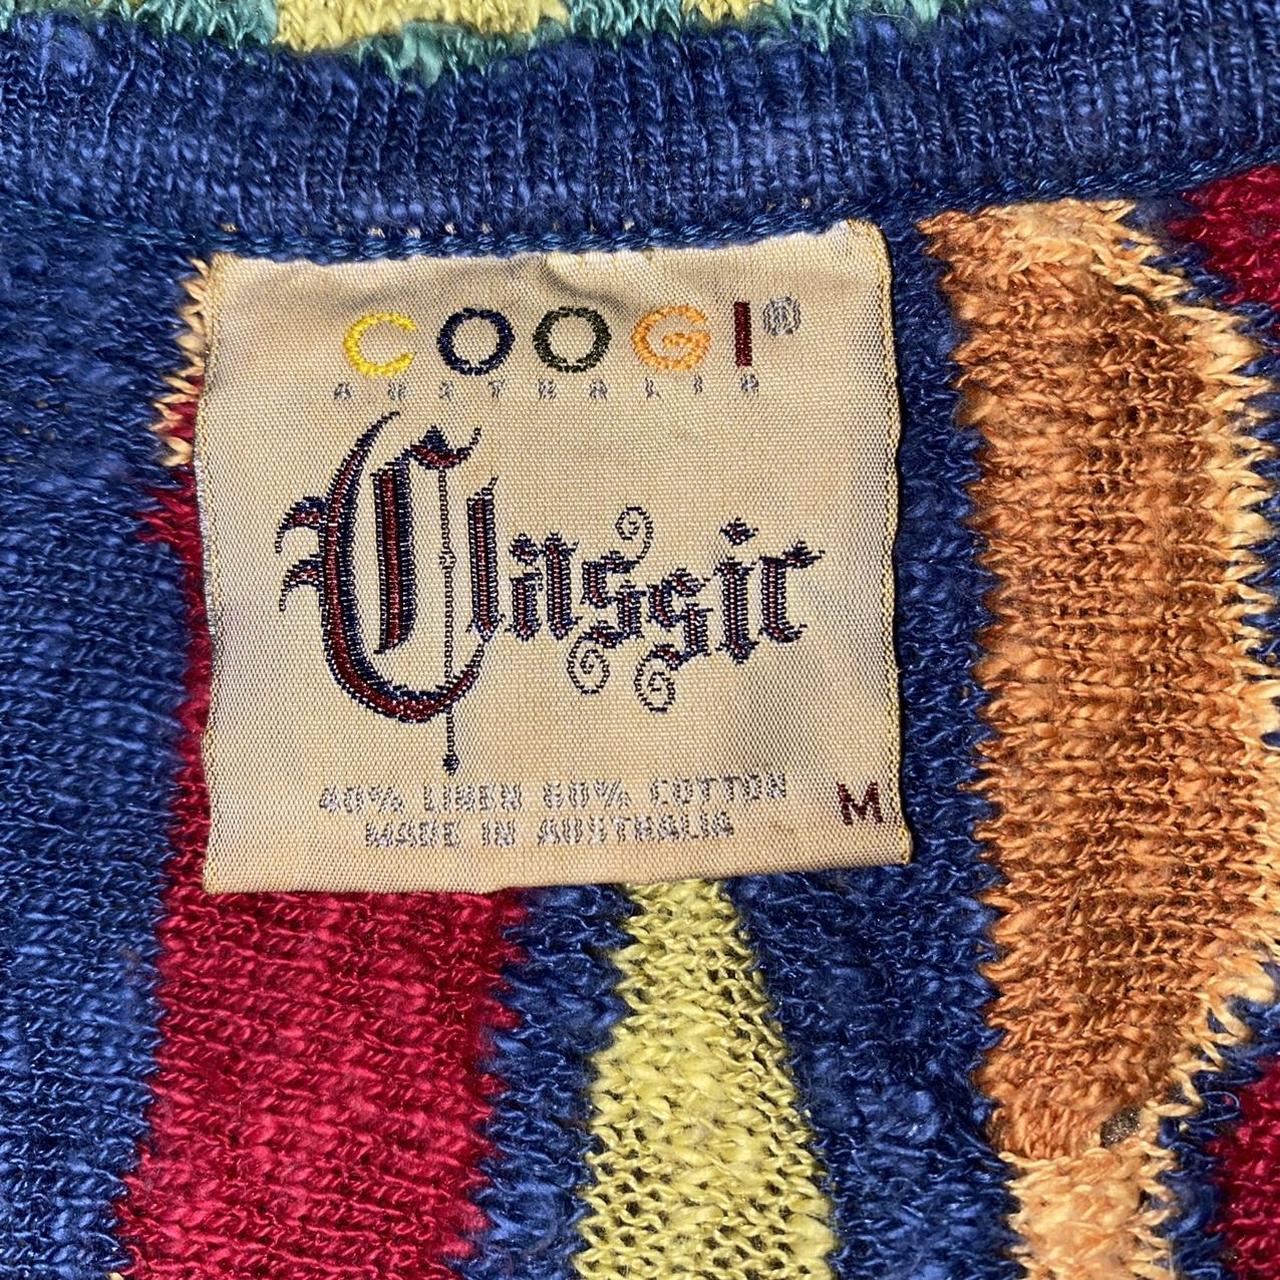 COOGI®
AUSTRALIA
Classic
40% LINEN 60% COTTON
MADE IN AUSTRALIA
M